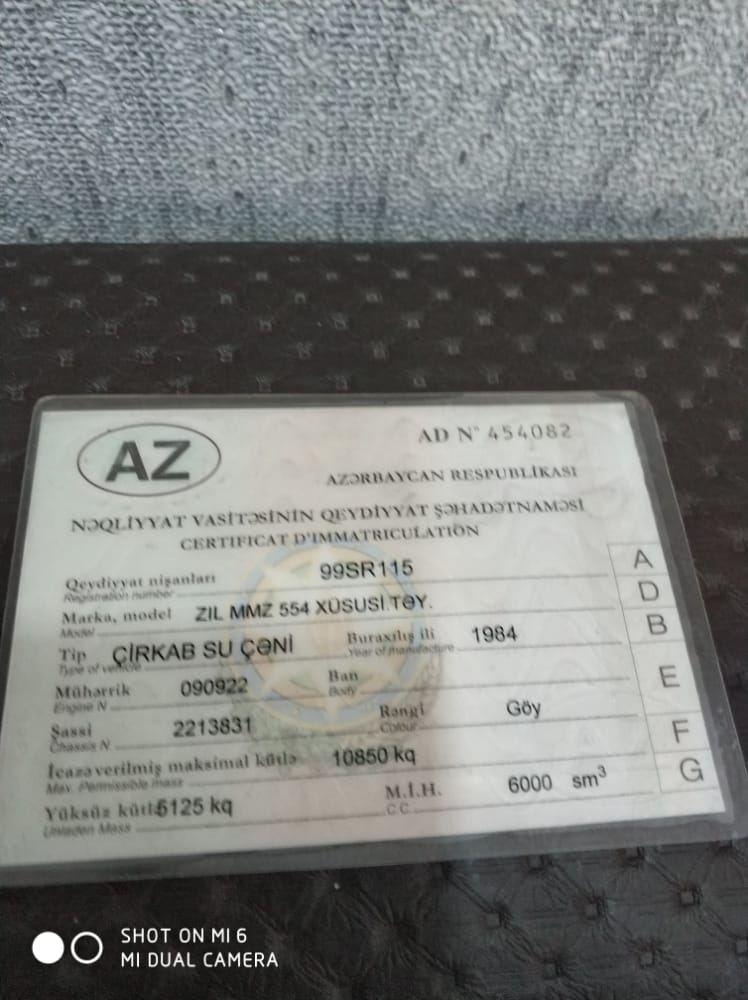 AZ
AD N° 454082
AZƏRBAYCAN RESPUBLİKASI
NƏQLİYYAT VASİTƏSİNİN QEYDİYYAT ŞƏHADƏTNAMƏSİ
CERTIFICAT D'IMMATRICULATION
Qeydiyyat nişanları 99SR115 A
Registration number
Marka, model ZIL MMZ 554 XÜSUSİ.TƏY. D
Model
Tip ÇİRKAB SU ÇƏNİ Buraxılış ili 1984 B
Type of vehicle Year of manufacture
Mühərrik 090922 Ban E
Engine N Body
Şassi 2213831 Rəngi Göy
Chassis N Colour
İcazə verilmiş maksimal kütlə 10850 kq F
Max. Permissible mass
Yüksüz kütlə 5125 kq M.İ.H. 6000 sm³ G
Unladen Mass C.C.
SHOT ON MI 6
MI DUAL CAMERA